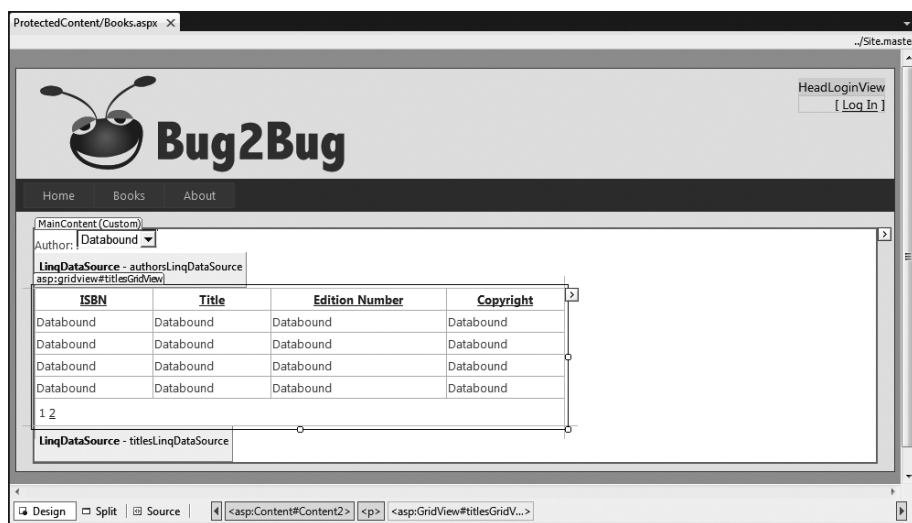 ProtectedContent/Books.aspx X
../Site.maste
HeadLoginView
[ Log In ]
Bug2Bug
Home Books About
MainContent (Custom)
Author: Databound
LinqDataSource - authorsLinqDataSource
asp:gridview#titlesGridView
ISBN Title Edition Number Copyright
Databound Databound Databound Databound
Databound Databound Databound Databound
Databound Databound Databound Databound
Databound Databound Databound Databound
1 2
LinqDataSource - titlesLinqDataSource
Design Split Source <asp:Content#Content2> <p> <asp:GridView#titlesGridV...>